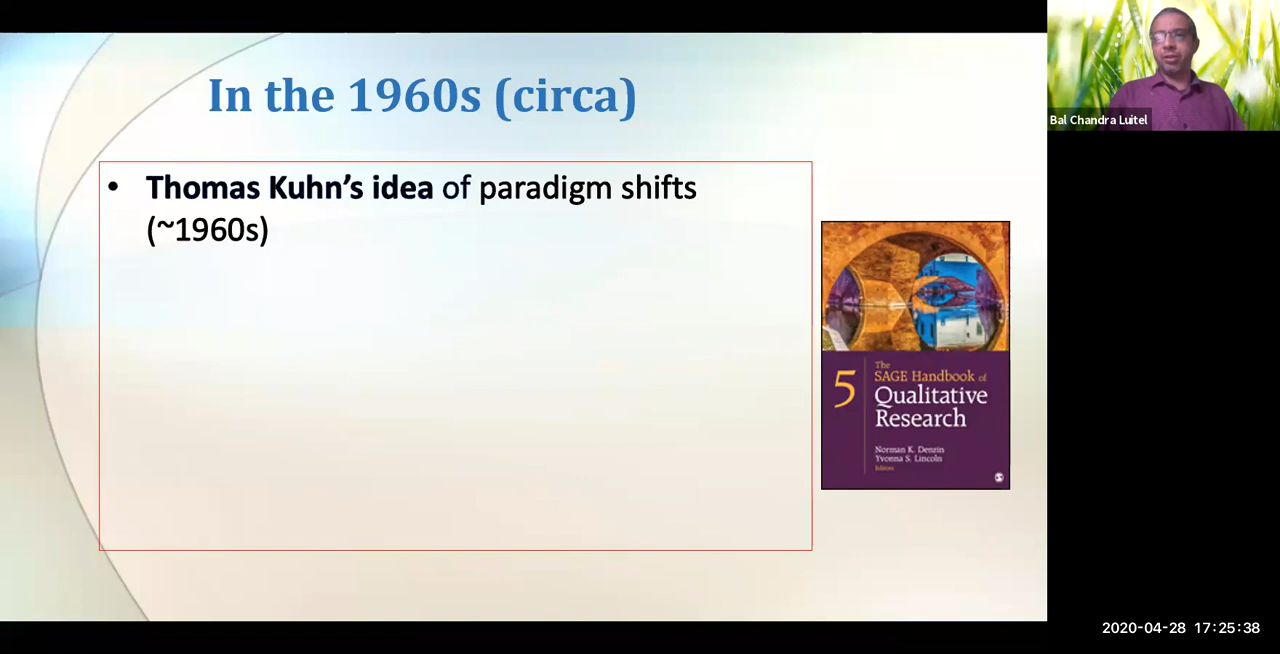 In the 1960s (circa)
• Thomas Kuhn's idea of paradigm shifts
(~1960s)
5
The
SAGE Handbook of
Qualitative
Research
Norman K. Denzin
Yvonna S. Lincoln
Editors
Bal Chandra Luitel
2020-04-28 17:25:38